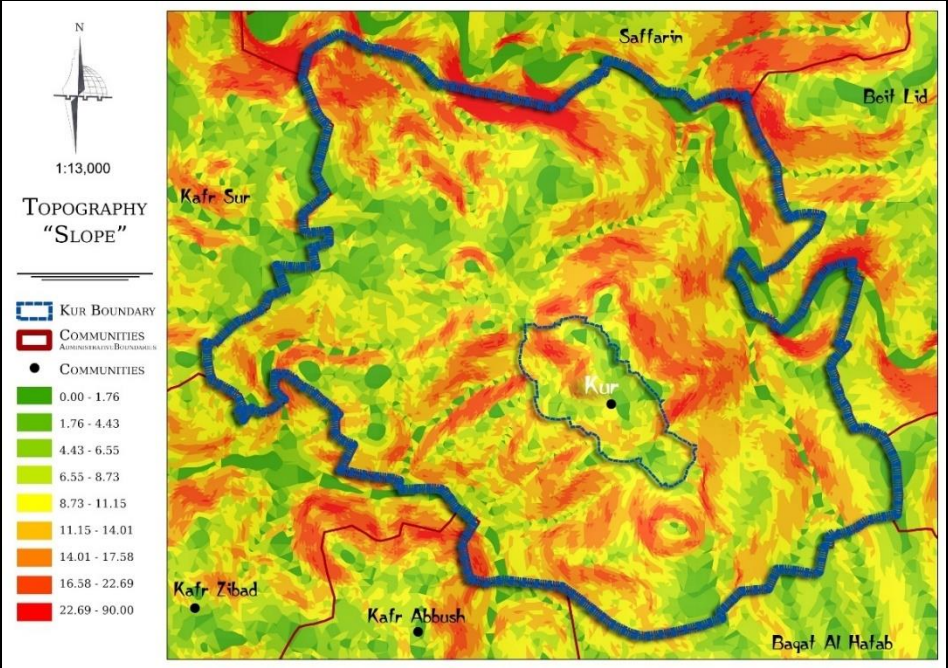 N
1:13,000
TOPOGRAPHY
"SLOPE"
KUR BOUNDARY
COMMUNITIES
ADMINISTRATIVE BOUNDARIES
COMMUNITIES
0.00 - 1.76
1.76 - 4.43
4.43 - 6.55
6.55 - 8.73
8.73 - 11.15
11.15 - 14.01
14.01 - 17.58
16.58 - 22.69
22.69 - 90.00
Saffarin
Beit Lid
Kafr Sur
Kur
Kafr Zibad
Kafr Abbush
Baqat Al Hatab